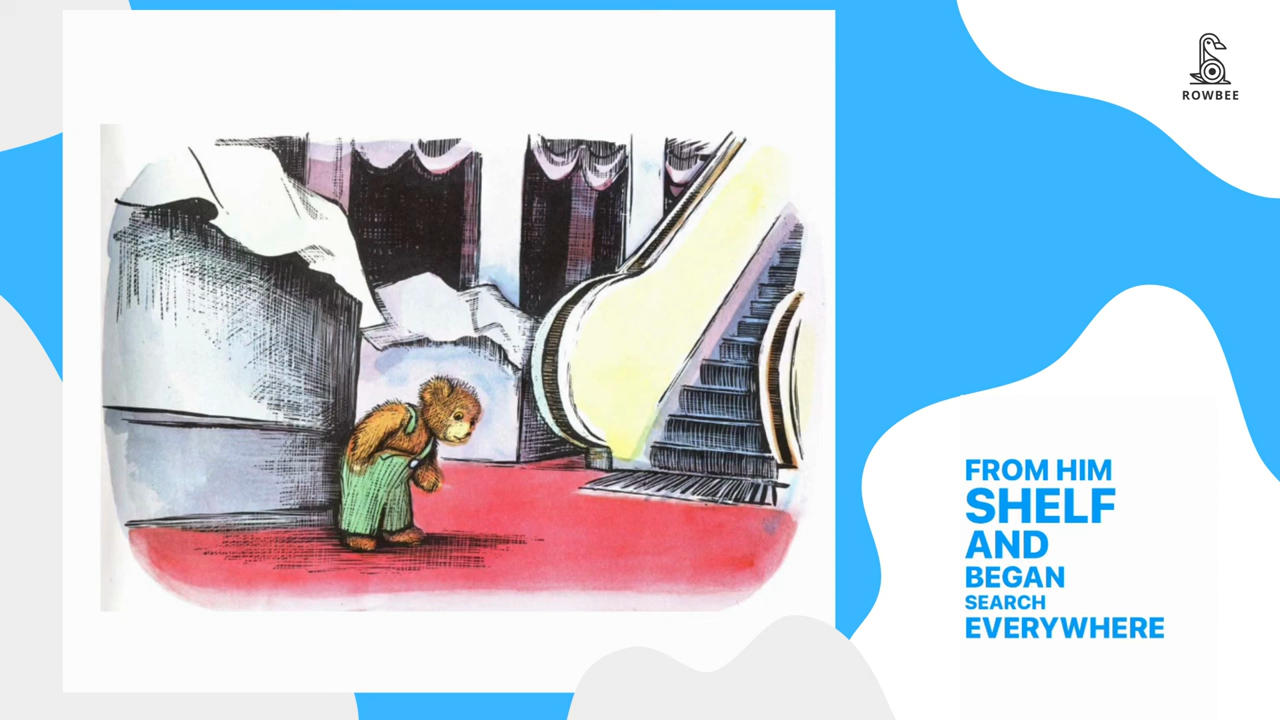 ROWBEE
FROM HIM
SHELF
AND
BEGAN
SEARCH
EVERYWHERE